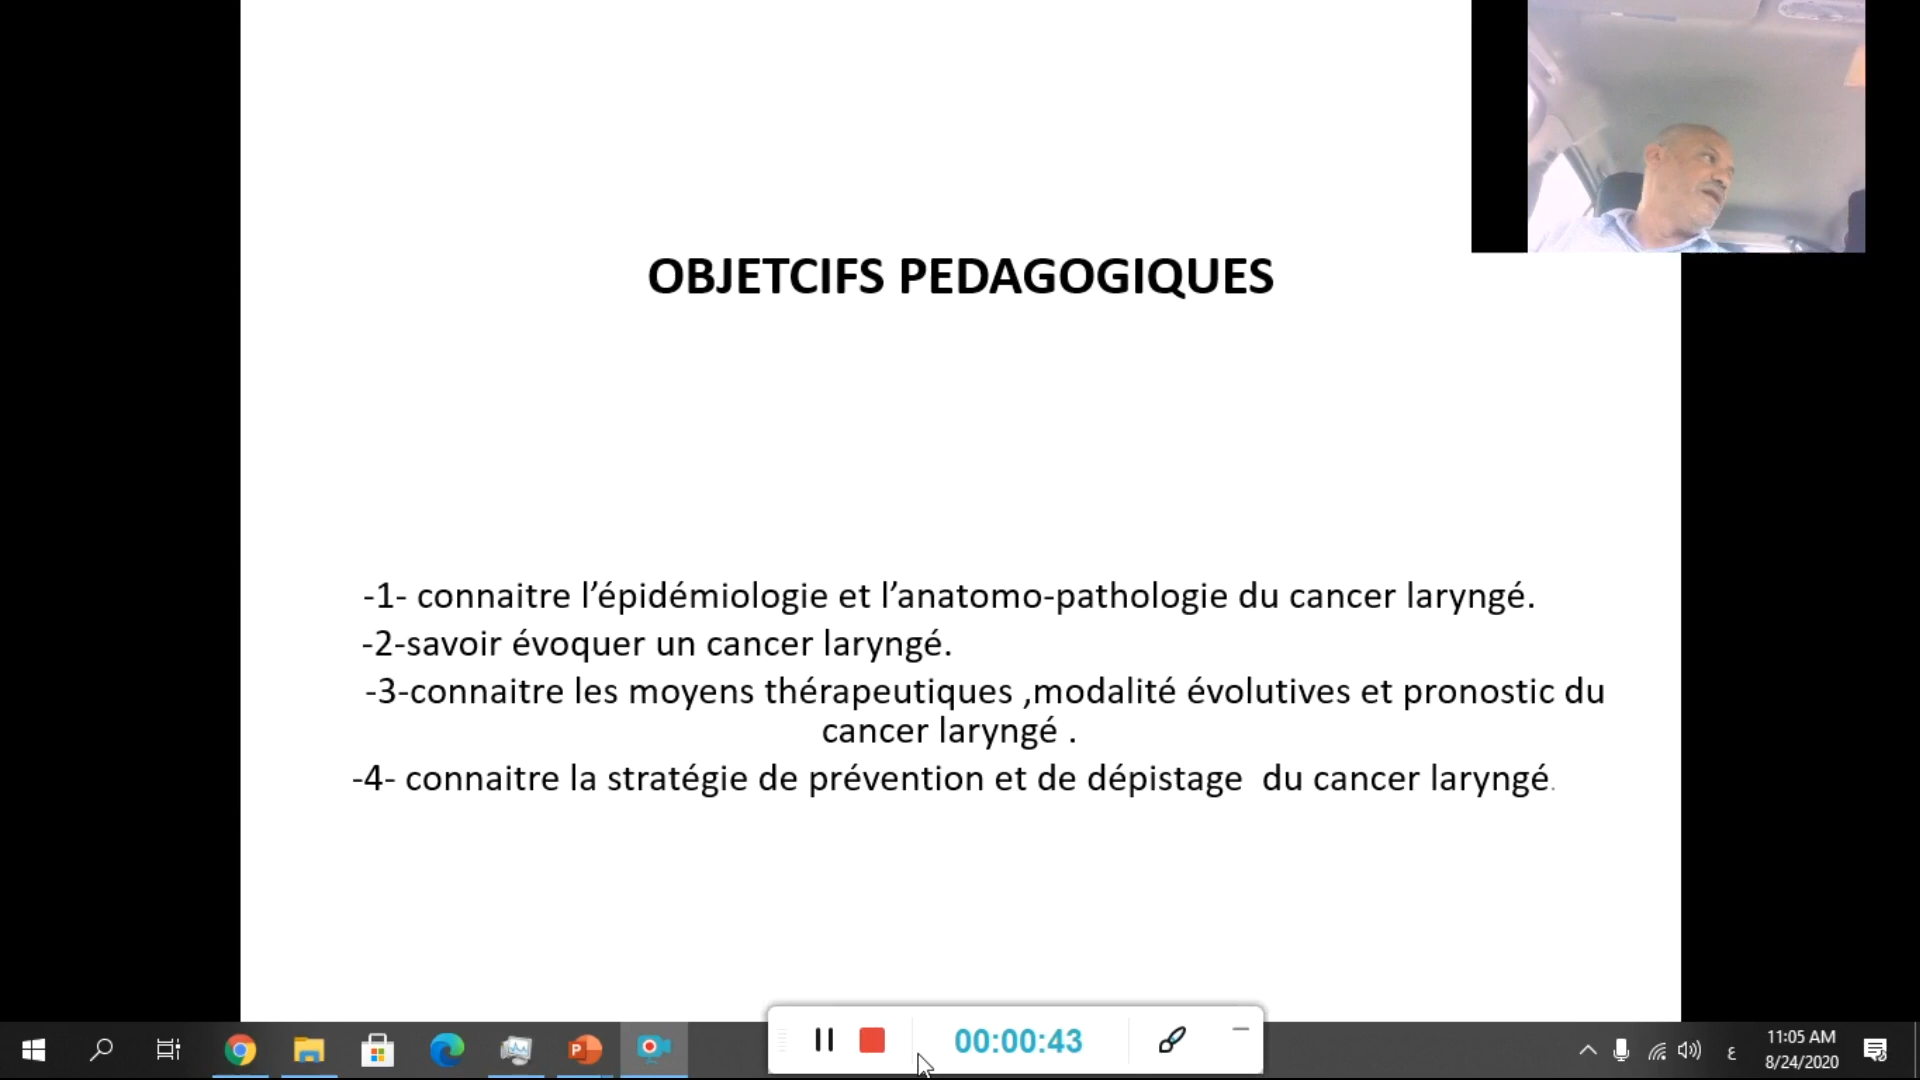 OBJETCIFS PEDAGOGIQUES
-1- connaitre l’épidémiologie et l’anatomo-pathologie du cancer laryngé.
-2-savoir évoquer un cancer laryngé.
-3-connaitre les moyens thérapeutiques ,modalité évolutives et pronostic du
cancer laryngé .
-4- connaitre la stratégie de prévention et de dépistage  du cancer laryngé.
00:00:43
ع
11:05 AM
8/24/2020